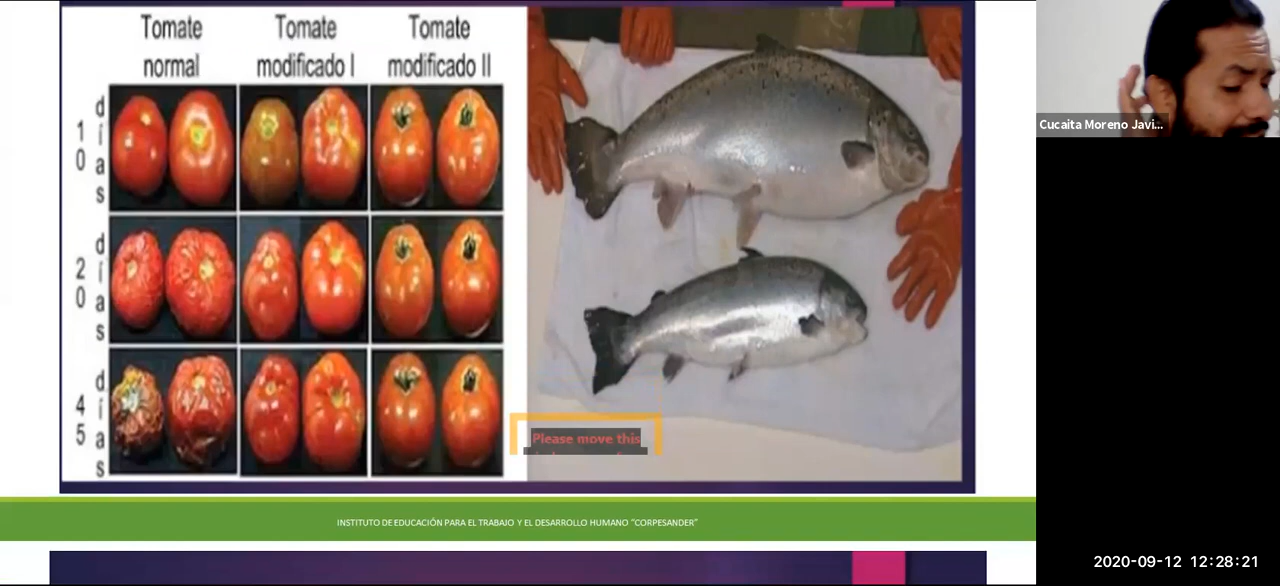 Tomate normal
Tomate modificado I
Tomate modificado II
10 días
20 días
45 días
Please move this
Cucaita Moreno Javi...
INSTITUTO DE EDUCACIÓN PARA EL TRABAJO Y EL DESARROLLO HUMANO "CORPESANDER"
2020-09-12 12:28:21